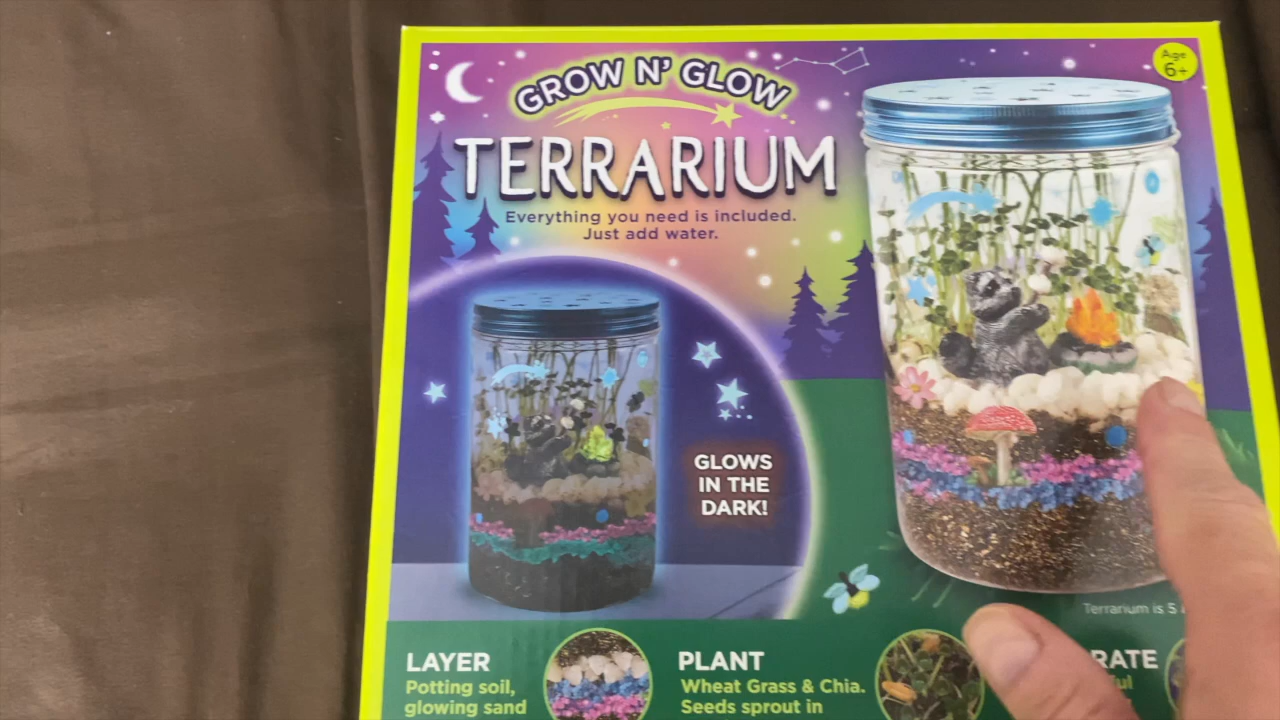 Age
6+
GROW N' GLOW
TERRARIUM
Everything you need is included.
Just add water.
GLOWS
IN THE
DARK!
Terrarium is 5
LAYER
Potting soil,
glowing sand
PLANT
Wheat Grass & Chia.
Seeds sprout in